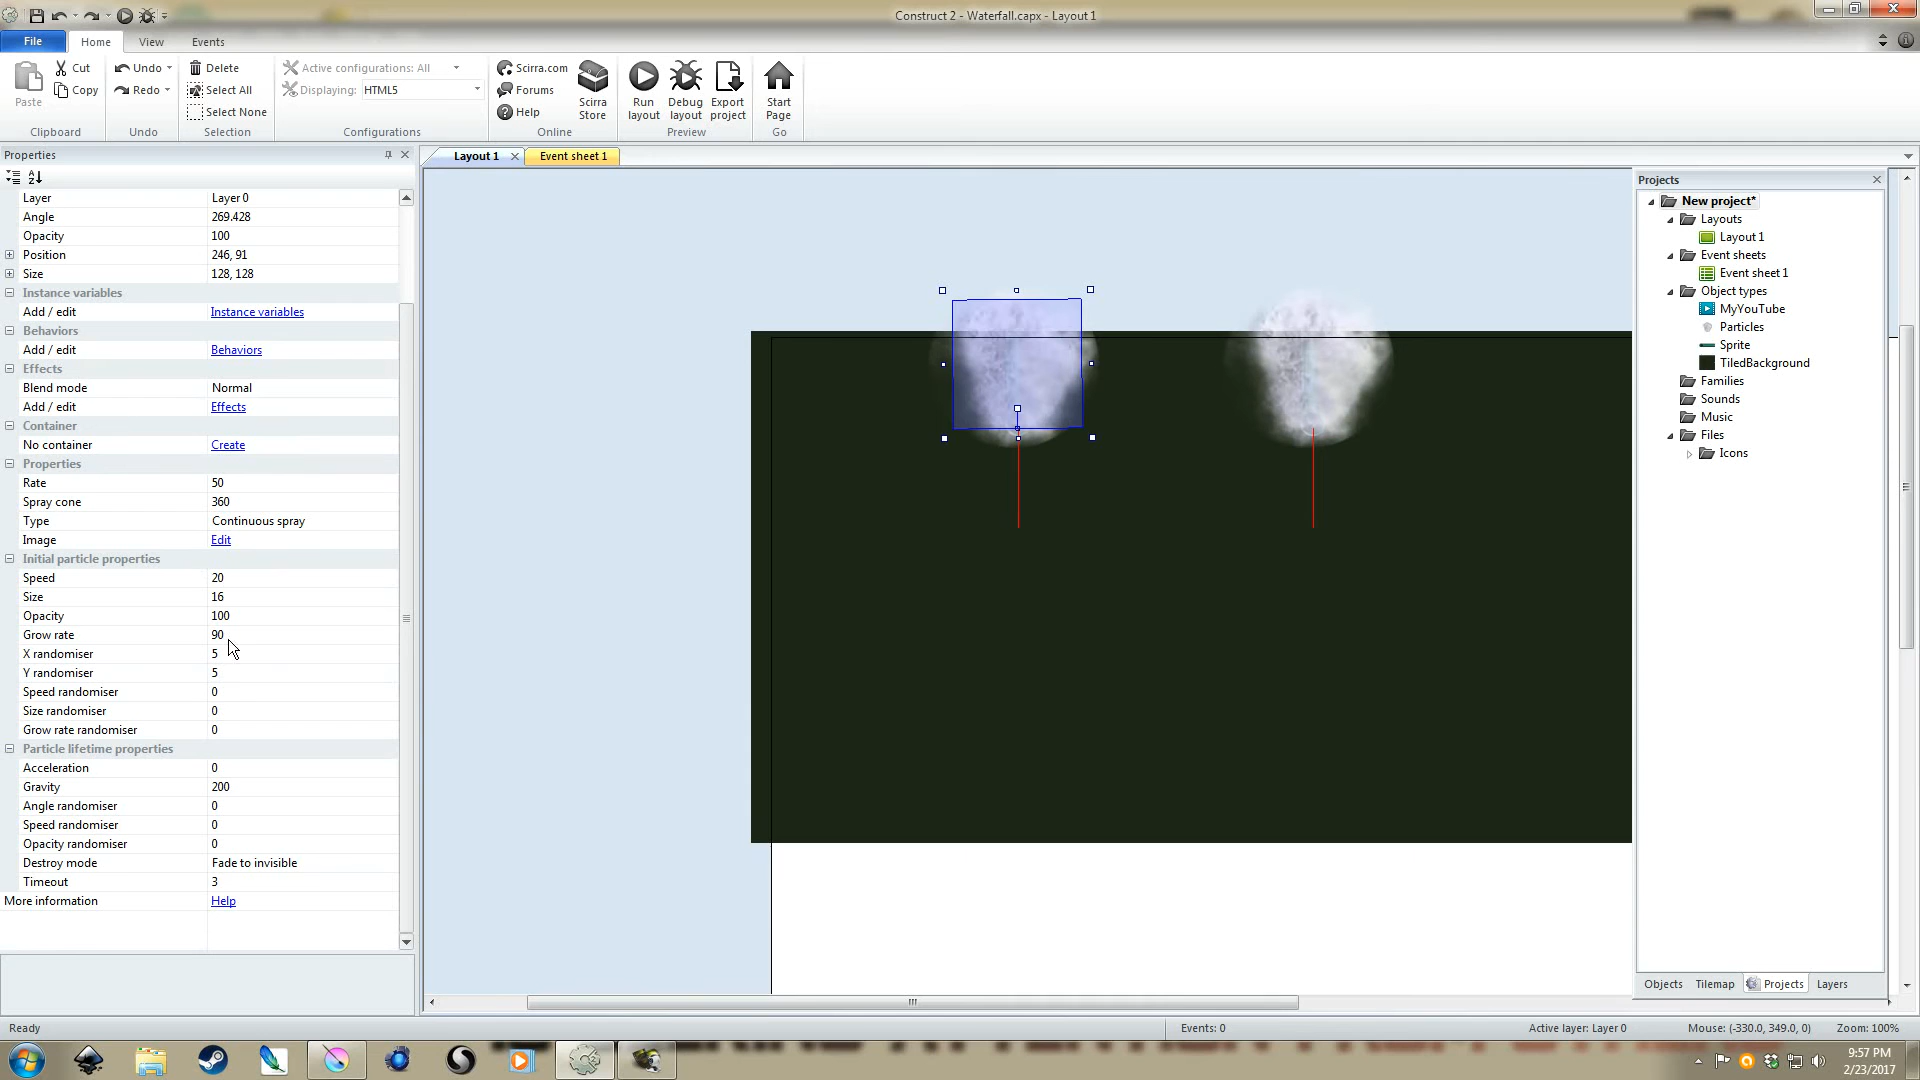 Construct 2 - Waterfall.capx - Layout 1
File Home View Events
Paste Cut Copy Clipboard
Undo Redo Undo
Delete Select All Select None Selection
Active configurations: All
Displaying: HTML5
Configurations
Scirra.com Forums Help Scirra Store Online
Run layout Debug layout Export project Preview
Start Page Go
Properties
Layout 1 Event sheet 1
Layer Layer 0
Angle 269.428
Opacity 100
Position 246, 91
Size 128, 128
Instance variables
Add / edit Instance variables
Behaviors
Add / edit Behaviors
Effects
Blend mode Normal
Add / edit Effects
Container
No container Create
Properties
Rate 50
Spray cone 360
Type Continuous spray
Image Edit
Initial particle properties
Speed 20
Size 16
Opacity 100
Grow rate 90
X randomiser 5
Y randomiser 5
Speed randomiser 0
Size randomiser 0
Grow rate randomiser 0
Particle lifetime properties
Acceleration 0
Gravity 200
Angle randomiser 0
Speed randomiser 0
Opacity randomiser 0
Destroy mode Fade to invisible
Timeout 3
More information Help
Projects
New project*
Layouts
Layout 1
Event sheets
Event sheet 1
Object types
MyYouTube
Particles
Sprite
TiledBackground
Families
Sounds
Music
Files
Icons
Objects Tilemap Projects Layers
Ready Events: 0 Active layer: Layer 0 Mouse: (-330.0, 349.0, 0) Zoom: 100%
9:57 PM
2/23/2017